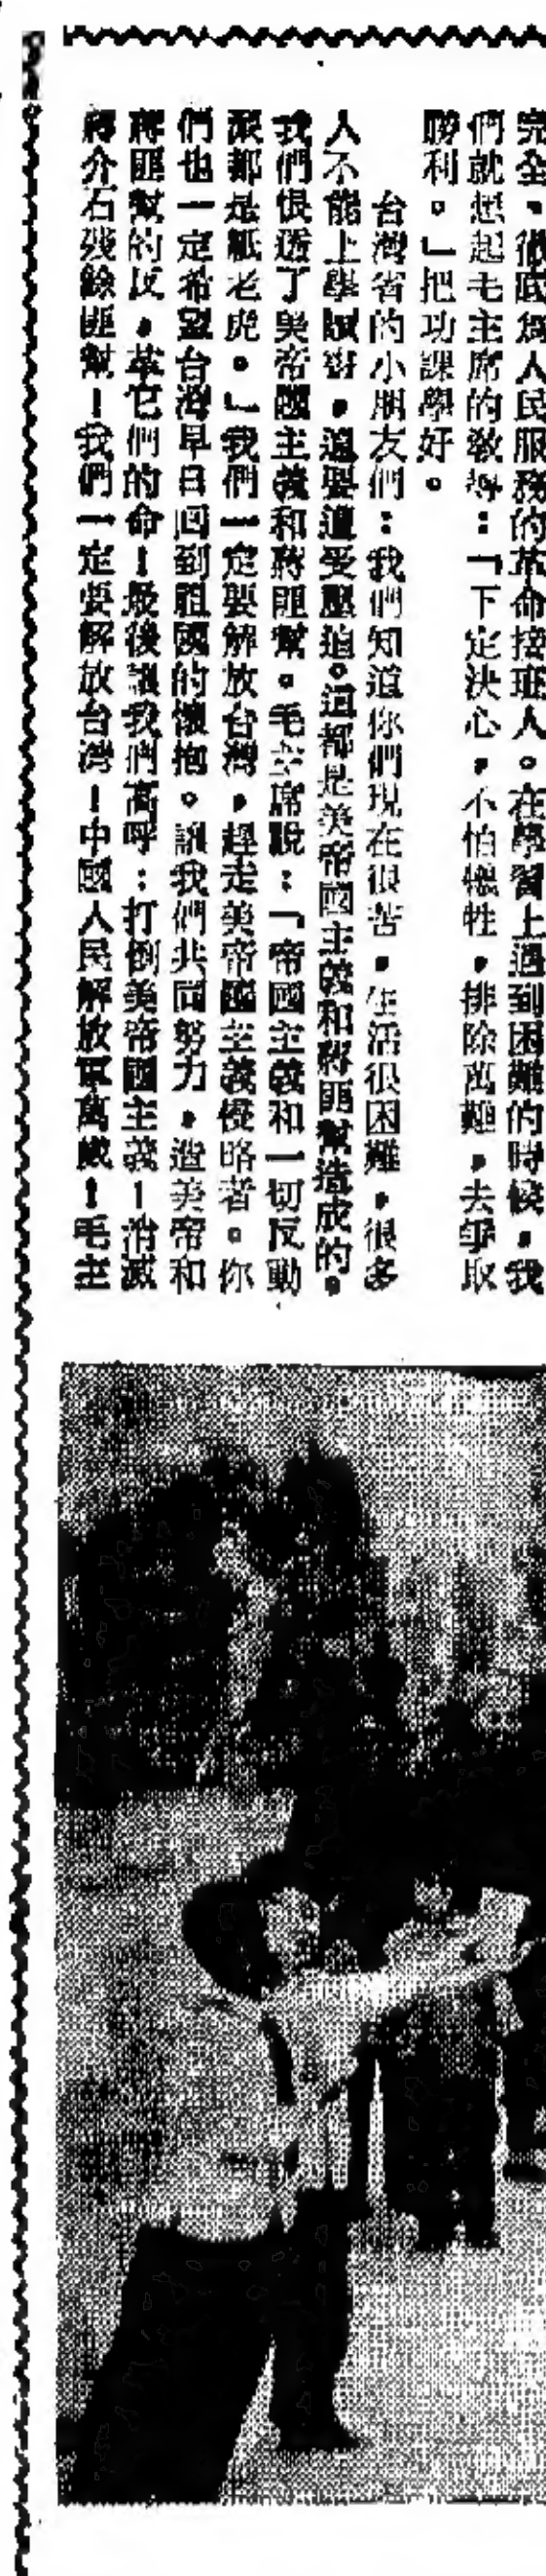 完全、徹底為人民服務的革命接班人。在學習上遇到困難的時候，我
們就想起毛主席的教導：「下定決心，不怕犧牲，排除萬難，去爭取
勝利。」把功課學好。
台灣省的小朋友們：我們知道你們現在很苦，生活很困難，很多
人不能上學讀書，還要遭受壓迫。這都是美帝國主義和蔣匪幫造成的。
我們恨透了美帝國主義和蔣匪幫。毛主席說：「帝國主義和一切反動
派都是紙老虎。」我們一定要解放台灣，趕走美帝國主義侵略者。你
們也一定希望台灣早日回到祖國的懷抱。讓我們共同努力，造美帝和
蔣匪幫的反，革它們的命！最後讓我們高呼：打倒美帝國主義！消滅
蔣介石殘餘匪幫！我們一定要解放台灣！中國人民解放軍萬歲！毛主